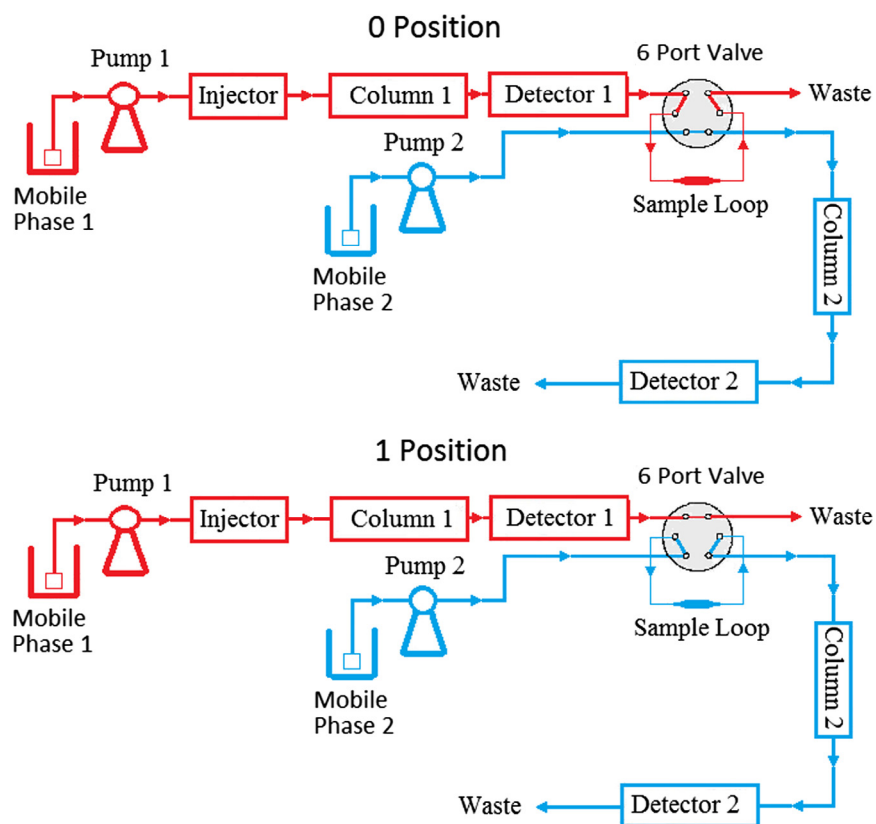 0 Position
Pump 1
6 Port Valve
Injector
Column 1
Detector 1
Waste
Pump 2
Mobile
Phase 1
Sample Loop
Column 2
Mobile
Phase 2
Waste
Detector 2
1 Position
Pump 1
6 Port Valve
Injector
Column 1
Detector 1
Waste
Pump 2
Mobile
Phase 1
Sample Loop
Column 2
Mobile
Phase 2
Waste
Detector 2